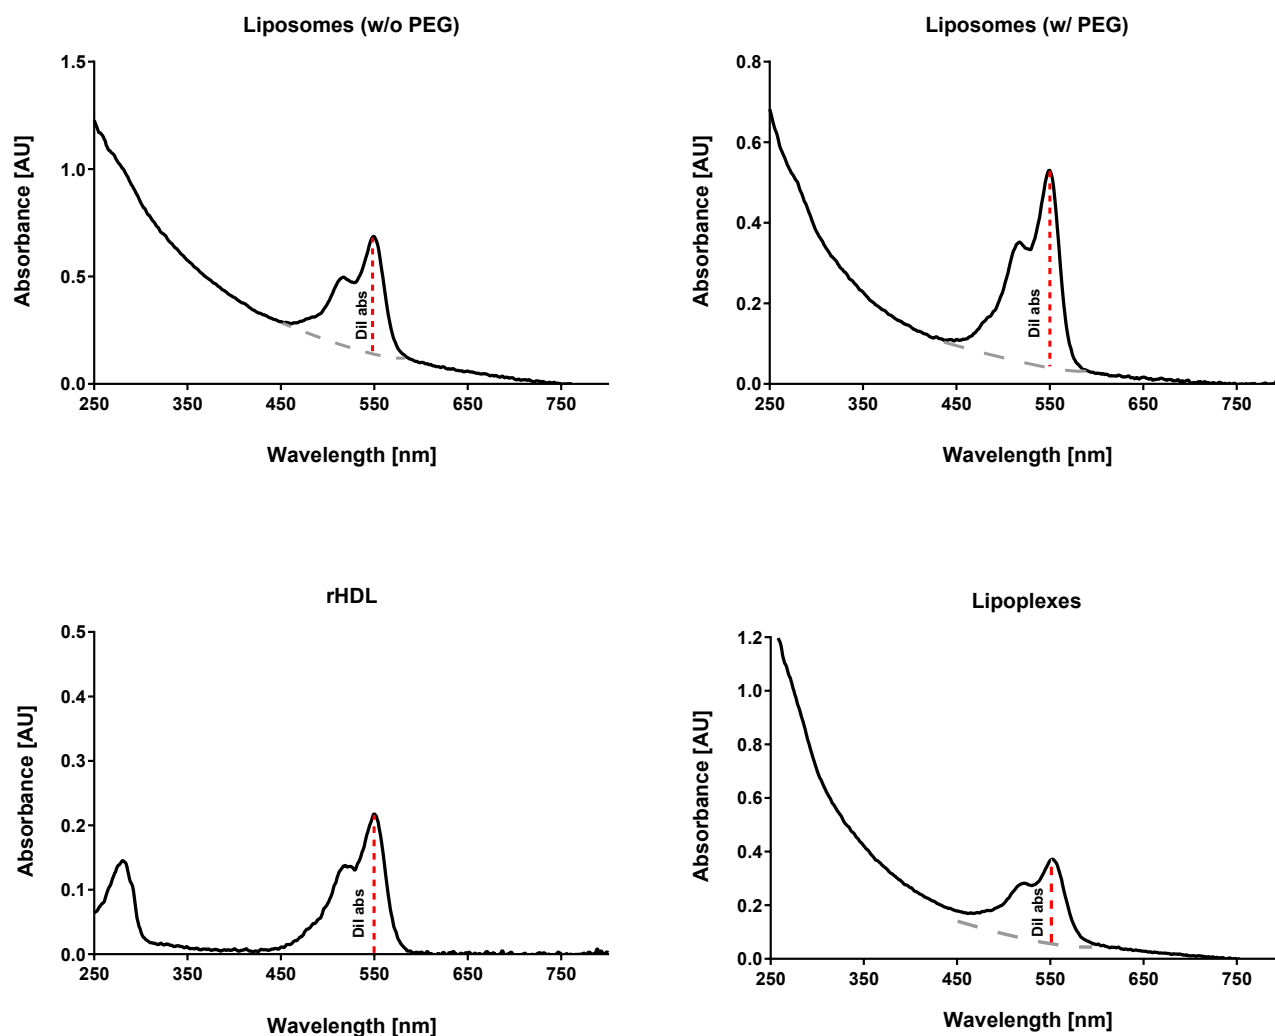 Liposomes (w/o PEG)
1.5
1.0
0.5
0.0
Absorbance [AU]
DiI abs
250 350 450 550 650 750
Wavelength [nm]
Liposomes (w/ PEG)
0.8
0.6
0.4
0.2
0.0
Absorbance [AU]
DiI abs
250 350 450 550 650 750
Wavelength [nm]
rHDL
0.5
0.4
0.3
0.2
0.1
0.0
Absorbance [AU]
DiI abs
250 350 450 550 650 750
Wavelength [nm]
Lipoplexes
1.2
1.0
0.8
0.6
0.4
0.2
0.0
Absorbance [AU]
DiI abs
250 350 450 550 650 750
Wavelength [nm]